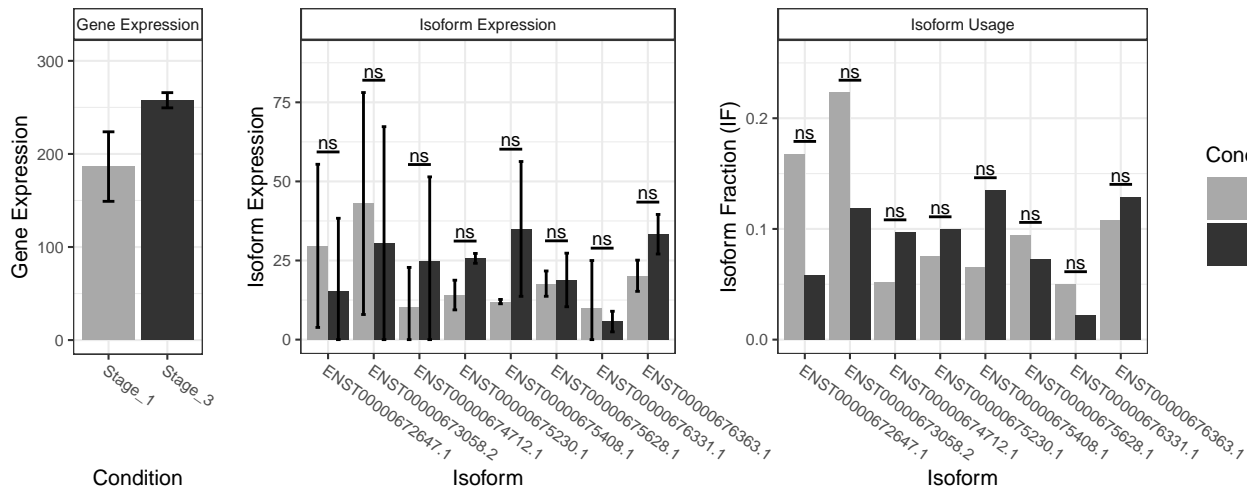 Gene Expression
Isoform Expression
Isoform Usage
Gene Expression
300
200
100
0
Stage_1
Stage_3
Condition
Isoform Expression
75
50
25
0
ns
ns
ns
ns
ns
ns
ns
ns
ENST00000672647.1
ENST00000673058.2
ENST00000674712.1
ENST00000675230.1
ENST00000675408.1
ENST00000675628.1
ENST00000676331.1
ENST00000676363.1
Isoform
Isoform Fraction (IF)
0.2
0.1
0.0
ns
ns
ns
ns
ns
ns
ns
ns
ENST00000672647.1
ENST00000673058.2
ENST00000674712.1
ENST00000675230.1
ENST00000675408.1
ENST00000675628.1
ENST00000676331.1
ENST00000676363.1
Isoform